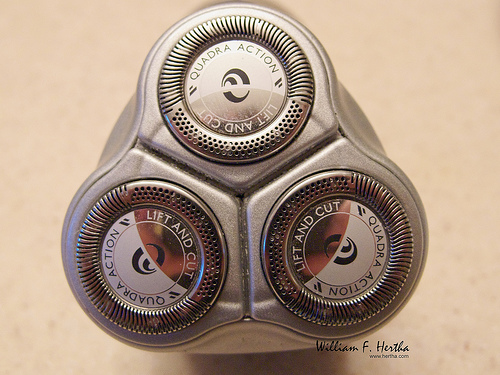 QUADRA ACTION
LIFT AND CUT
LIFT AND CUT
QUADRA ACTION
LIFT AND CUT
QUADRA ACTION
William F. Hertha
www.hertha.com